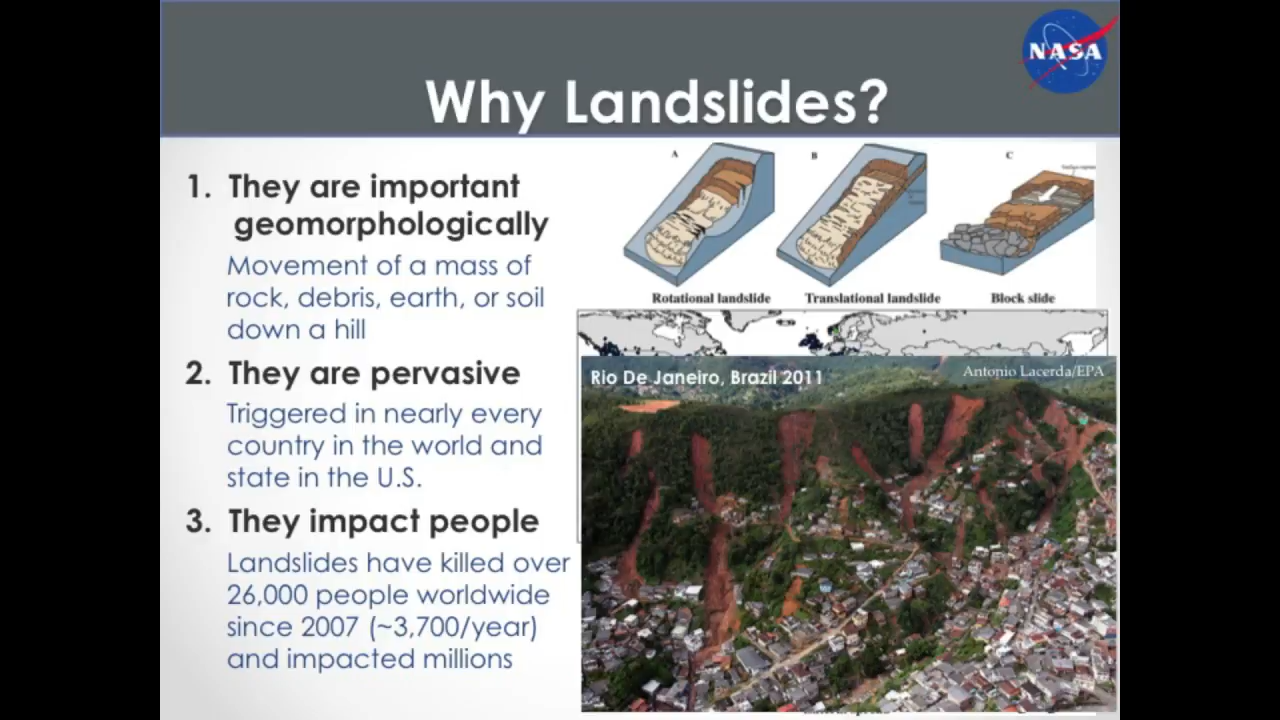 NASA
Why Landslides?
1. They are important
geomorphologically
Movement of a mass of
rock, debris, earth, or soil
down a hill
2. They are pervasive
Triggered in nearly every
country in the world and
state in the U.S.
3. They impact people
Landslides have killed over
26,000 people worldwide
since 2007 (~3,700/year)
and impacted millions
A
B
C
Rotational landslide
Translational landslide
Block slide
Rio De Janeiro, Brazil 2011
Antonio Lacerda/EPA